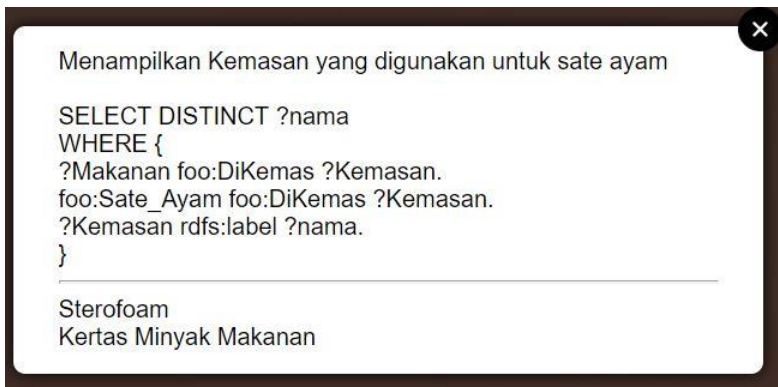 Menampilkan Kemasan yang digunakan untuk sate ayam
SELECT DISTINCT ?nama
WHERE {
?Makanan foo:DiKemas ?Kemasan.
foo:Sate_Ayam foo:DiKemas ?Kemasan.
?Kemasan rdfs:label ?nama.
}
Sterofoam
Kertas Minyak Makanan